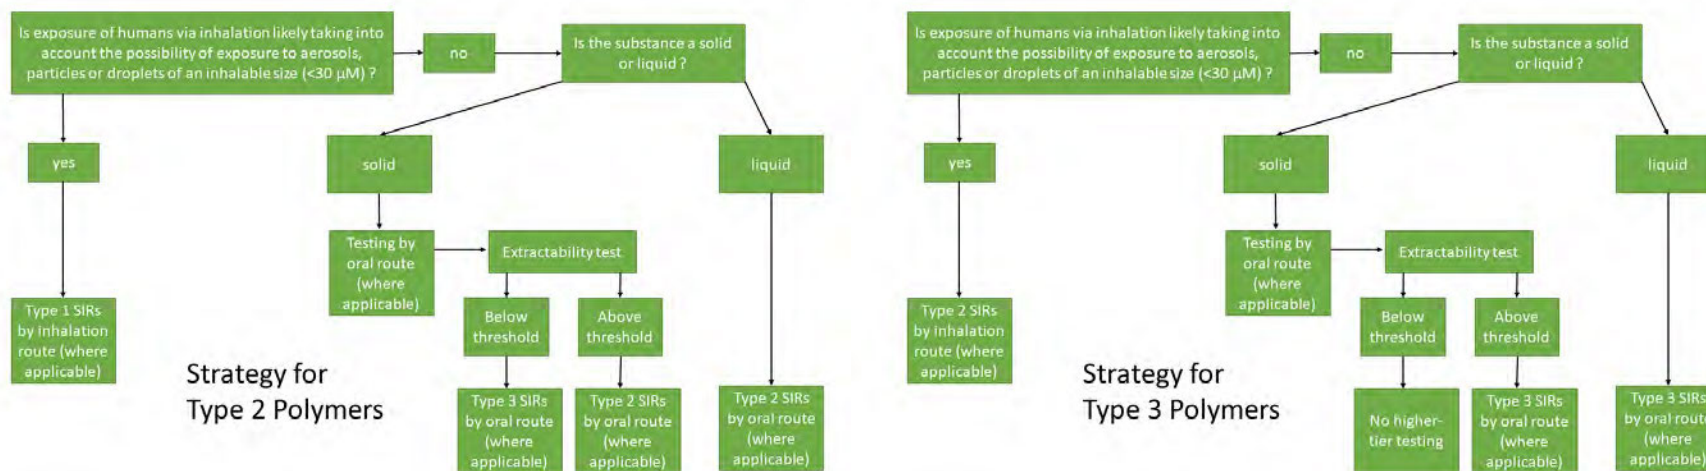 Is exposure of humans via inhalation likely taking into
account the possibility of exposure to aerosols,
particles or droplets of an inhalable size (<30 µM) ?
no
Is the substance a solid
or liquid ?
yes
solid
liquid
Testing by
oral route
(where
applicable)
Extractability test
Type 1 SIRs
by Inhalation
route (where
applicable)
Below
threshold
Above
threshold
Strategy for
Type 2 Polymers
Type 3 SIRs
by oral route
(where
applicable)
Type 2 SIRs
by oral route
(where
applicable)
Type 2 SIRs
by oral route
(where
applicable)
Is exposure of humans via inhalation likely taking into
account the possibility of exposure to aerosols,
particles or droplets of an inhalable size (<30 µM) ?
no
Is the substance a solid
or liquid ?
yes
solid
liquid
Testing by
oral route
(where
applicable)
Extractability test
Type 2 SIRs
by Inhalation
route (where
applicable)
Below
threshold
Above
threshold
Strategy for
Type 3 Polymers
No higher-
tier testing
Type 3 SIRs
by oral route
(where
applicable)
Type 3 SIRs
by oral route
(where
applicable)